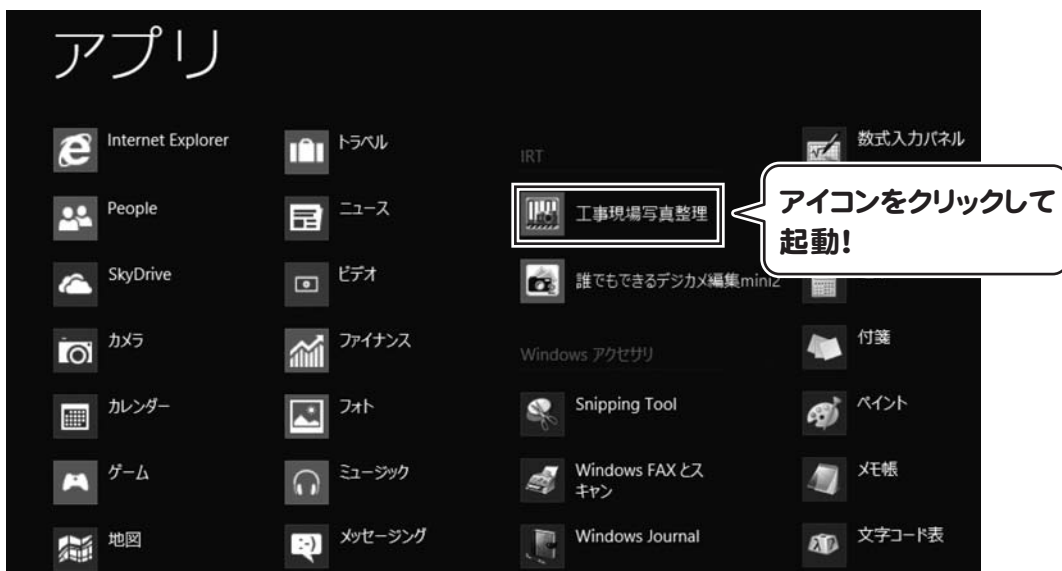 アプリ
Internet Explorer
People
SkyDrive
カメラ
カレンダー
ゲーム
地図
トラベル
ニュース
ビデオ
ファイナンス
フォト
ミュージック
メッセージング
IRT
工事現場写真整理
誰でもできるデジカメ編集mini2
Windows アクセサリ
Snipping Tool
Windows FAX とス
キャン
Windows Journal
数式入力パネル
アイコンをクリックして
起動!
付箋
ペイント
メモ帳
文字コード表